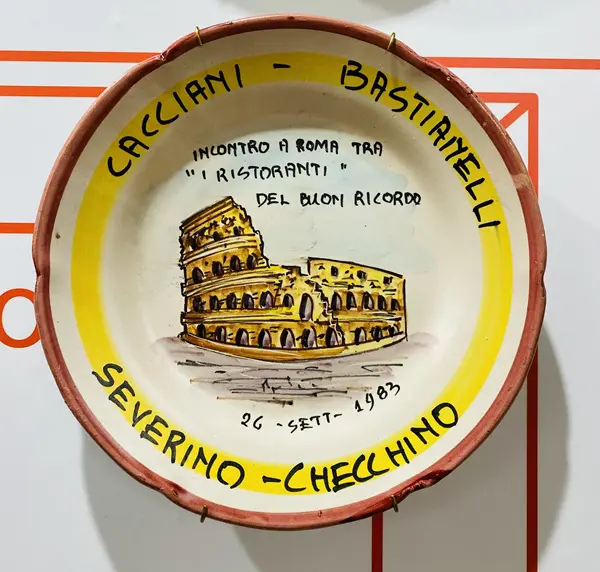 CACCIANI - BASTIANELLI
INCONTRO A ROMA TRA
"I RISTORANTI"
DEL BUON RICORDO
26 - SETT - 1983
SEVERINO - CHECCHINO